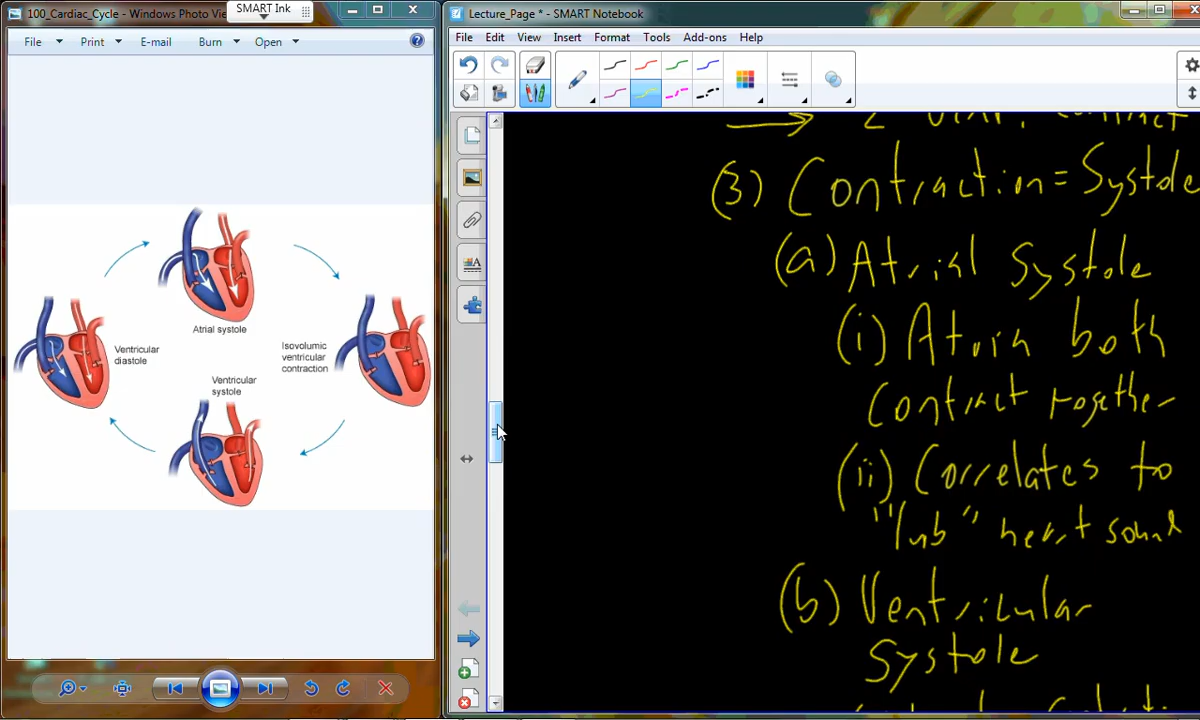 100_Cardiac_Cycle - Windows Photo Vie
SMART Ink
Lecture_Page * - SMART Notebook
File Print E-mail Burn Open
File Edit View Insert Format Tools Add-ons Help
Atrial systole
Ventricular
diastole
Isovolumic
ventricular
contraction
Ventricular
systole
(3) Contraction = Systole
(a) Atrial Systole
(i) Atria both
Contract together
(ii) Correlates to
"lub" heart sound
(b) Ventricular
Systole